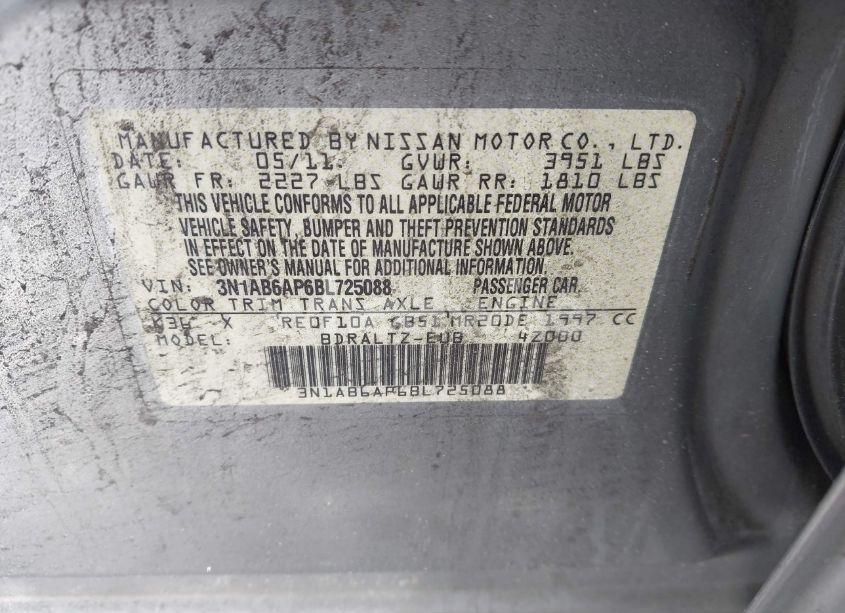 MANUFACTURED BY NISSAN MOTOR CO., LTD.
DATE: 05/11 GVWR: 3951 LBS
GAWR FR: 2227 LBS GAWR RR: 1810 LBS
THIS VEHICLE CONFORMS TO ALL APPLICABLE FEDERAL MOTOR
VEHICLE SAFETY, BUMPER AND THEFT PREVENTION STANDARDS
IN EFFECT ON THE DATE OF MANUFACTURE SHOWN ABOVE.
SEE OWNER'S MANUAL FOR ADDITIONAL INFORMATION.
VIN: 3N1AB6AP6BL725088 PASSENGER CAR
COLOR TRIM TRANS AXLE ENGINE
K36 X RE0F10A GB51 MR20DE 1997 CC
MODEL: BDRALTZ-EUB 4Z000
3N1AB6AP6BL725088